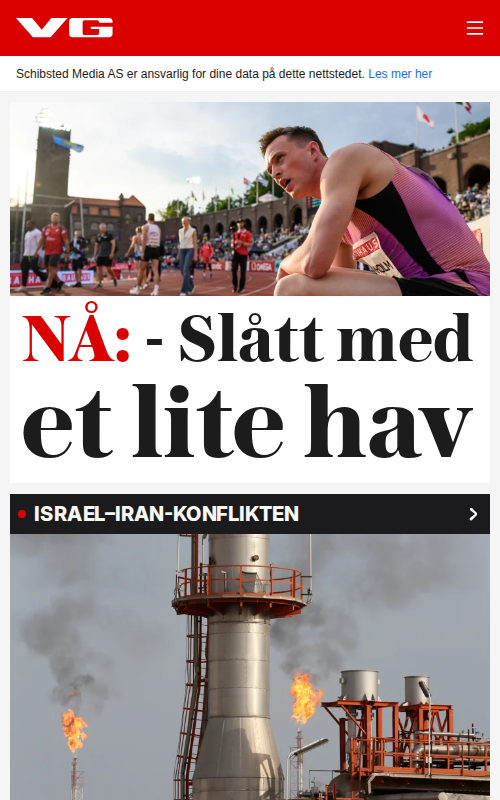 VG
Schibsted Media AS er ansvarlig for dine data på dette nettstedet. Les mer her
NÅ: - Slått med
et lite hav
ISRAEL–IRAN-KONFLIKTEN